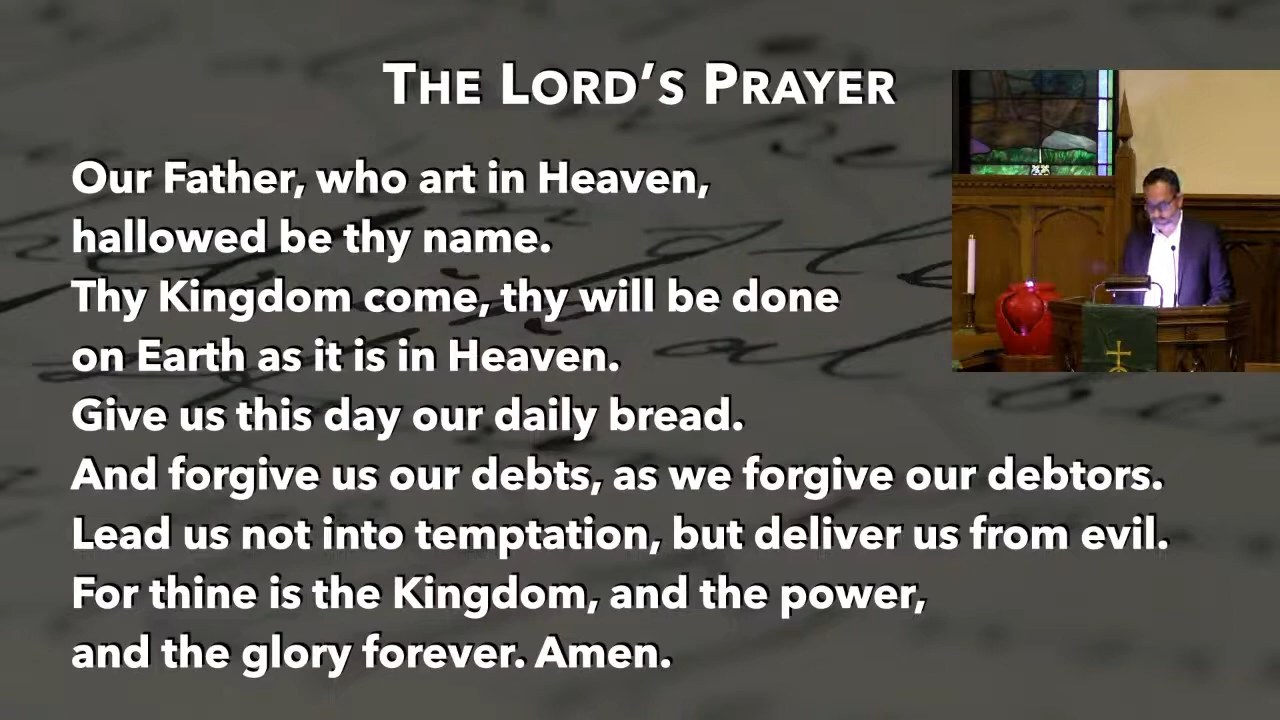 THE LORD'S PRAYER
Our Father, who art in Heaven,
hallowed be thy name.
Thy Kingdom come, thy will be done
on Earth as it is in Heaven.
Give us this day our daily bread.
And forgive us our debts, as we forgive our debtors.
Lead us not into temptation, but deliver us from evil.
For thine is the Kingdom, and the power,
and the glory forever. Amen.